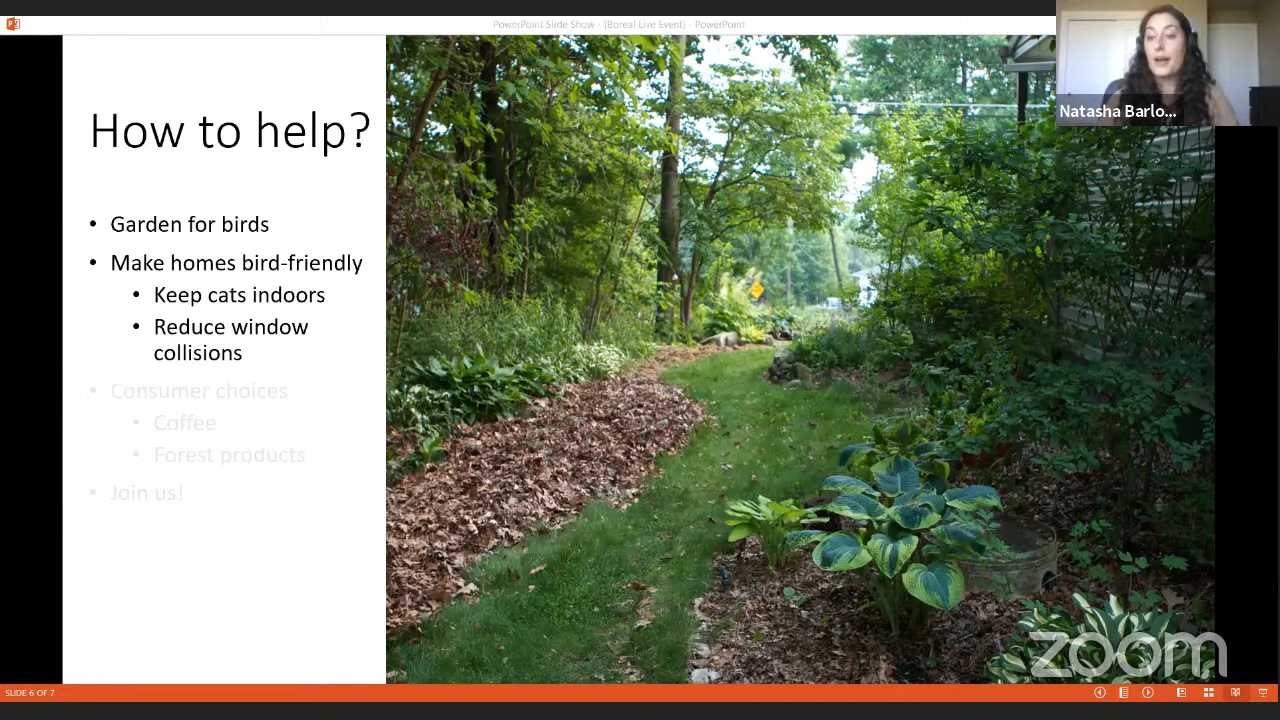 PowerPoint Slide Show - [Boreal Live Event] - PowerPoint
Natasha Barlo...
How to help?
• Garden for birds
• Make homes bird-friendly
• Keep cats indoors
• Reduce window
collisions
• Consumer choices
• Coffee
• Forest products
• Join us!
zoom
SLIDE 6 OF 7